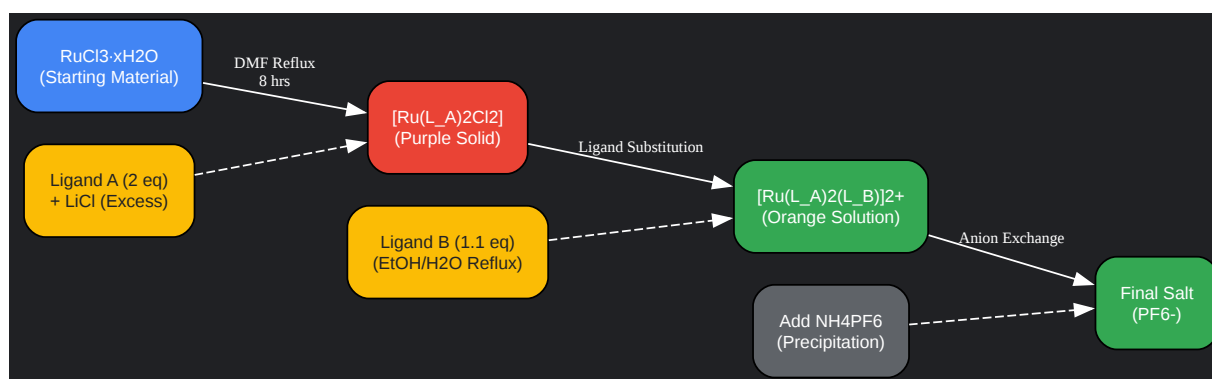 RuCl3·xH2O
(Starting Material)
DMF Reflux
8 hrs
Ligand A (2 eq)
+ LiCl (Excess)
[Ru(L_A)2Cl2]
(Purple Solid)
Ligand Substitution
Ligand B (1.1 eq)
(EtOH/H2O Reflux)
[Ru(L_A)2(L_B)]2+
(Orange Solution)
Anion Exchange
Add NH4PF6
(Precipitation)
Final Salt
(PF6-)